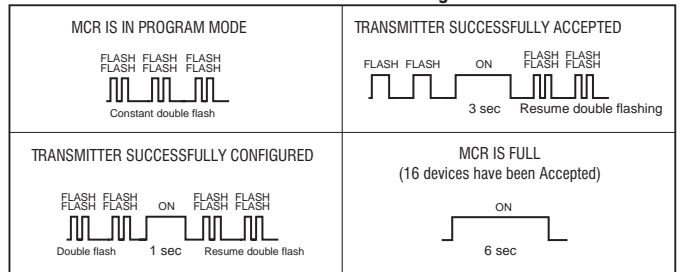 MCR IS IN PROGRAM MODE
FLASH FLASH FLASH
FLASH FLASH FLASH
Constant double flash
TRANSMITTER SUCCESSFULLY ACCEPTED
FLASH FLASH ON FLASH FLASH
FLASH FLASH
3 sec Resume double flashing
TRANSMITTER SUCCESSFULLY CONFIGURED
FLASH FLASH ON FLASH FLASH
FLASH FLASH FLASH FLASH
Double flash 1 sec Resume double flash
MCR IS FULL
(16 devices have been Accepted)
ON
6 sec